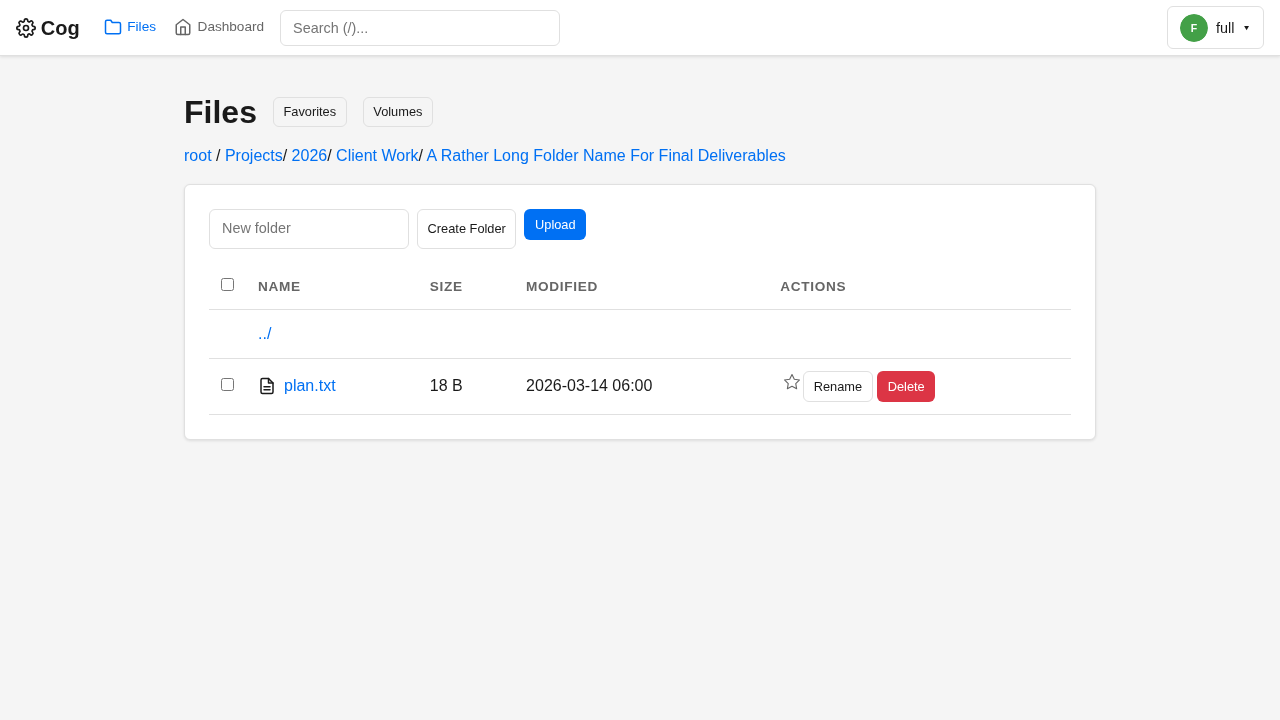 Cog Files Dashboard Search (/)... F full
Files Favorites Volumes
root / Projects/ 2026/ Client Work/ A Rather Long Folder Name For Final Deliverables
New folder Create Folder Upload
NAME SIZE MODIFIED ACTIONS
../
plan.txt 18 B 2026-03-14 06:00 Rename Delete